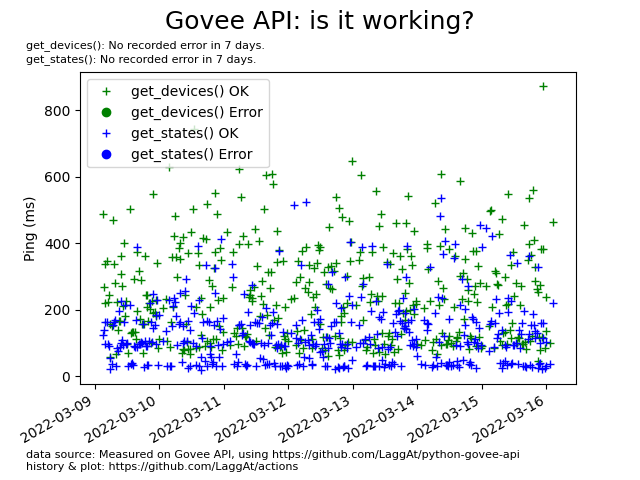 Govee API: is it working?
get_devices(): No recorded error in 7 days.
get_states(): No recorded error in 7 days.
get_devices() OK
get_devices() Error
get_states() OK
get_states() Error
Ping (ms)
800
600
400
200
0
2022-03-09
2022-03-10
2022-03-11
2022-03-12
2022-03-13
2022-03-14
2022-03-15
2022-03-16
data source: Measured on Govee API, using https://github.com/LaggAt/python-govee-api
history & plot: https://github.com/LaggAt/actions